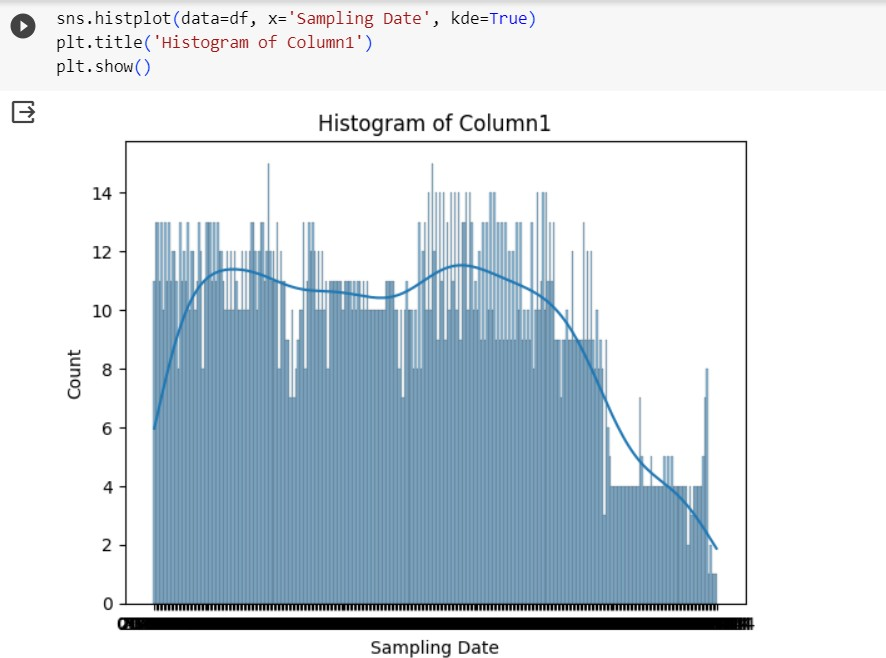 sns.histplot(data=df, x='Sampling Date', kde=True)
plt.title('Histogram of Column1')
plt.show()
Histogram of Column1
14
12
10
8
6
4
2
0
Count
Sampling Date